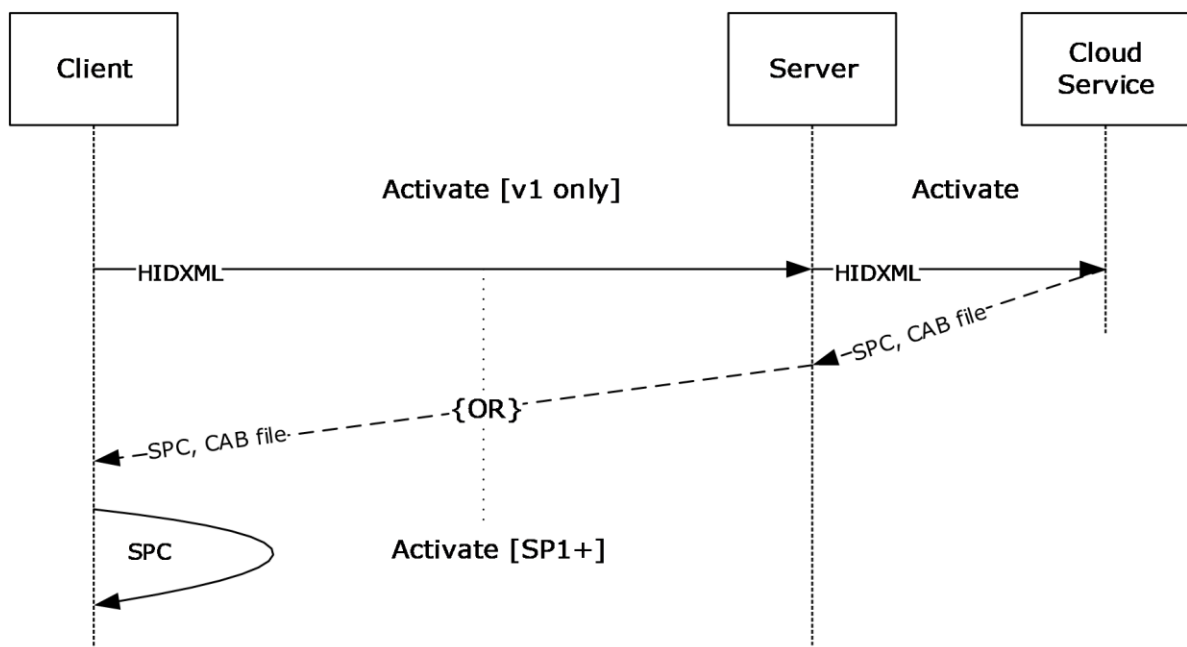 Client
Server
Cloud
Service
Activate [v1 only]
Activate
HIDXML
HIDXML
SPC, CAB file
{OR}
SPC, CAB file
SPC
Activate [SP1+]